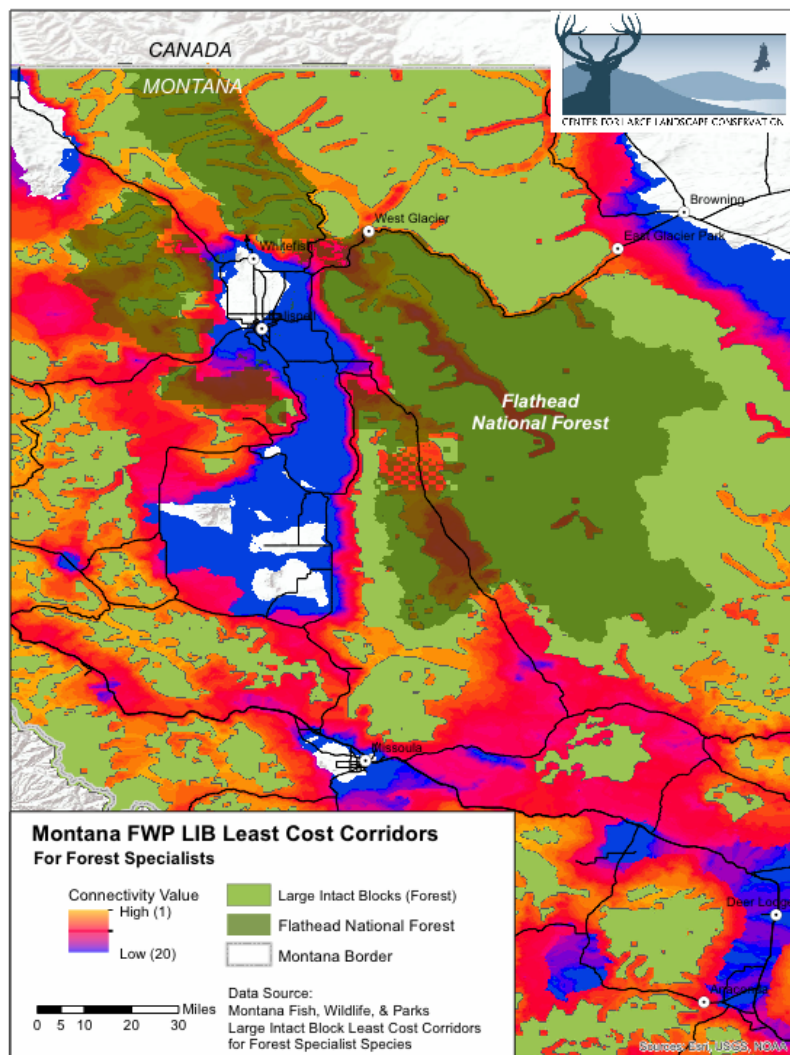 CANADA
MONTANA
CENTER FOR LARGE LANDSCAPE CONSERVATION
Browning
West Glacier
East Glacier Park
Whitefish
Kalispell
Flathead
National Forest
Missoula
Deer Lodge
Anaconda
Montana FWP LIB Least Cost Corridors
For Forest Specialists
Connectivity Value
High (1)
Low (20)
Large Intact Blocks (Forest)
Flathead National Forest
Montana Border
Miles
0 5 10 20 30
Data Source:
Montana Fish, Wildlife, & Parks
Large Intact Block Least Cost Corridors
for Forest Specialist Species
Sources: Esri, USGS, NOAA